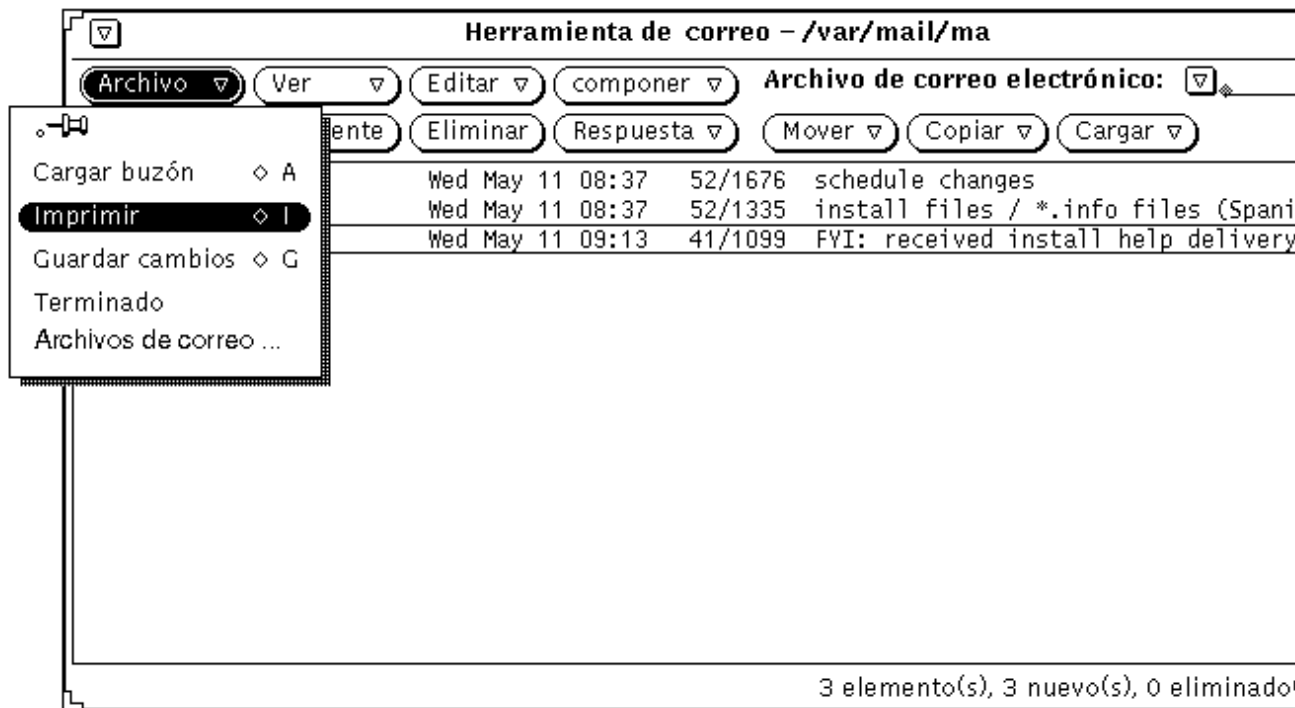 Herramienta de correo – /var/mail/ma
Archivo Ver Editar componer Archivo de correo electrónico:
Eliminar Respuesta Mover Copiar Cargar
Cargar buzón ◇ A
Imprimir ◇ I
Guardar cambios ◇ G
Terminado
Archivos de correo ...
Wed May 11 08:37 52/1676 schedule changes
Wed May 11 08:37 52/1335 install files / *.info files (Spani
Wed May 11 09:13 41/1099 FYI: received install help delivery
3 elemento(s), 3 nuevo(s), 0 eliminado